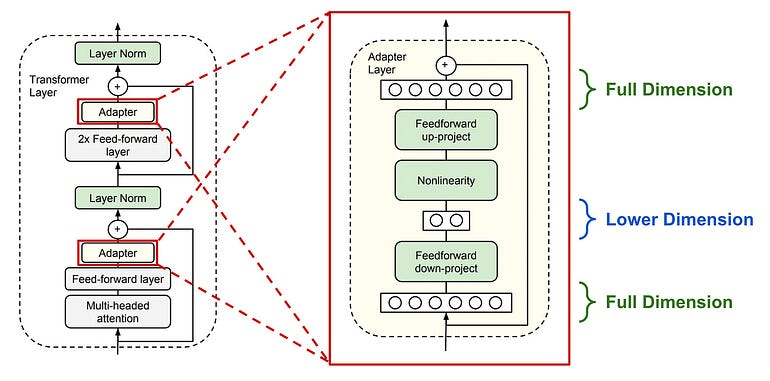 Layer Norm
Transformer
Layer
+
Adapter
2x Feed-forward
layer
Layer Norm
+
Adapter
Feed-forward layer
Multi-headed
attention
Adapter
Layer
+
Feedforward
up-project
Nonlinearity
Feedforward
down-project
Full Dimension
Lower Dimension
Full Dimension